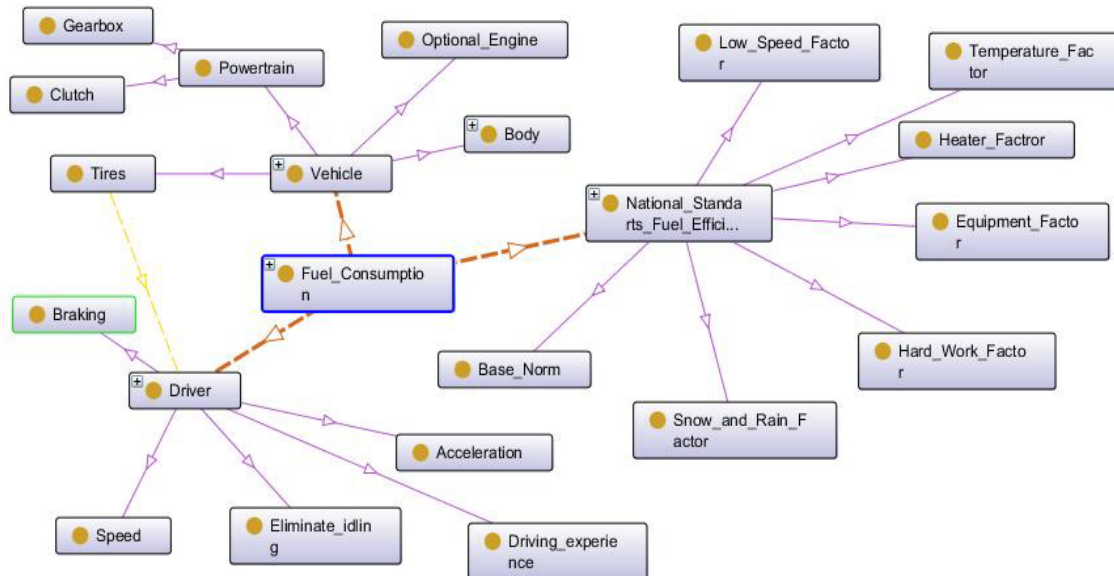 Gearbox
Optional_Engine
Low_Speed_Facto
r
Temperature_Fac
tor
Powertrain
Clutch
Body
Heater_Factror
Tires
Vehicle
National_Standa
rts_Fuel_Effici...
Equipment_Facto
r
Fuel_Consumptio
n
Braking
Hard_Work_Facto
r
Base_Norm
Driver
Snow_and_Rain_F
actor
Acceleration
Speed
Eliminate_idlin
g
Driving_experie
nce